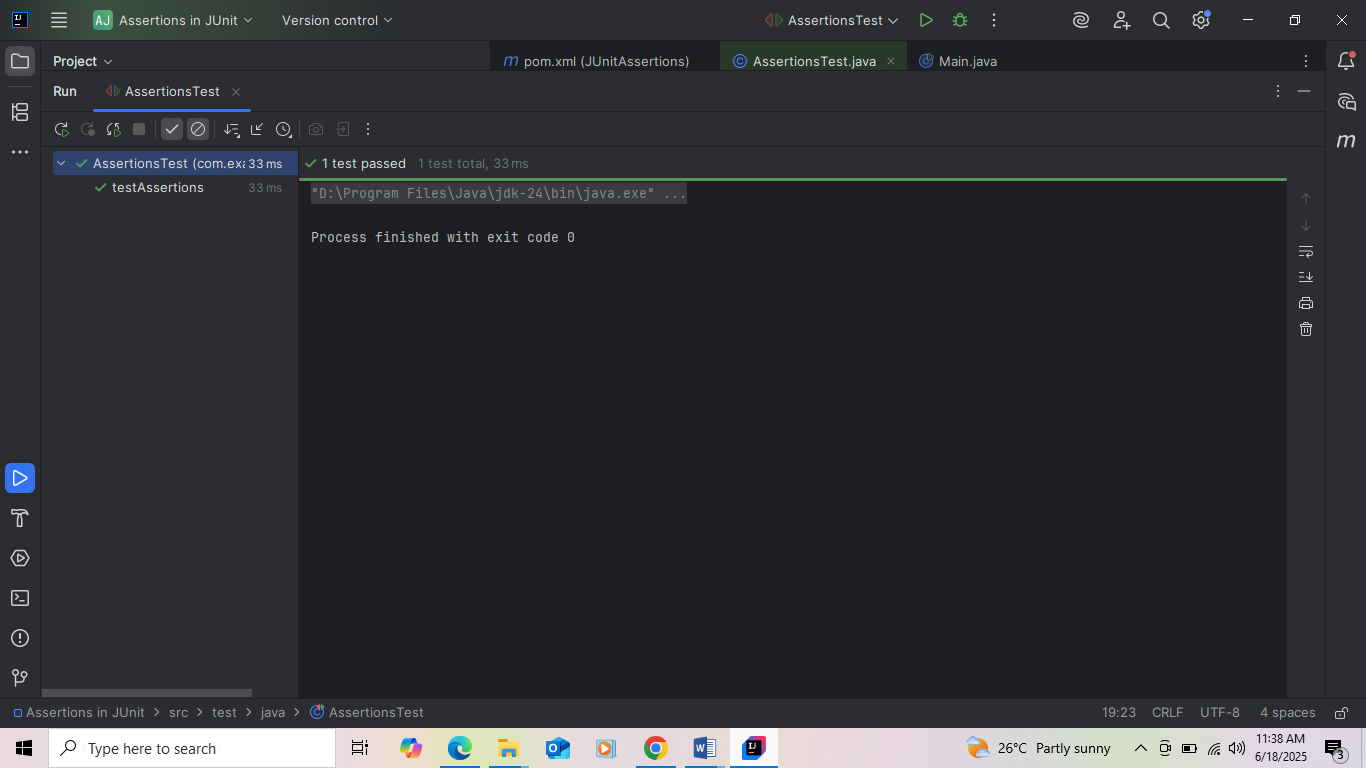 AJ Assertions in JUnit Version control AssertionsTest
Project m pom.xml (JUnitAssertions) AssertionsTest.java Main.java
Run AssertionsTest
AssertionsTest (com.exa 33 ms
testAssertions 33 ms
1 test passed 1 test total, 33 ms
"D:\Program Files\Java\jdk-24\bin\java.exe" ...
Process finished with exit code 0
m
Assertions in JUnit > src > test > java > AssertionsTest 19:23 CRLF UTF-8 4 spaces
Type here to search 26°C Partly sunny 11:38 AM
6/18/2025
3